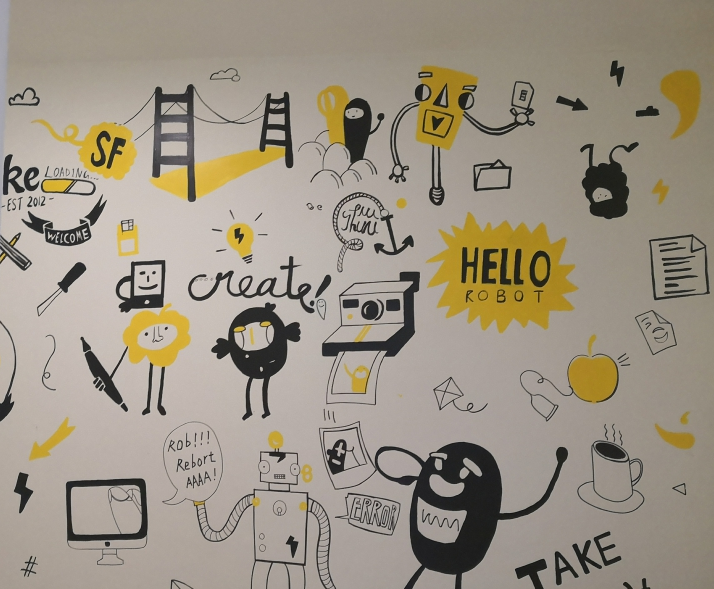 SF
ke
LOADING...
-EST 2012-
WELCOME
create!
HELLO
ROBOT
Rob!!!
Rebort
AAAA!
ERROR
#
TAKE